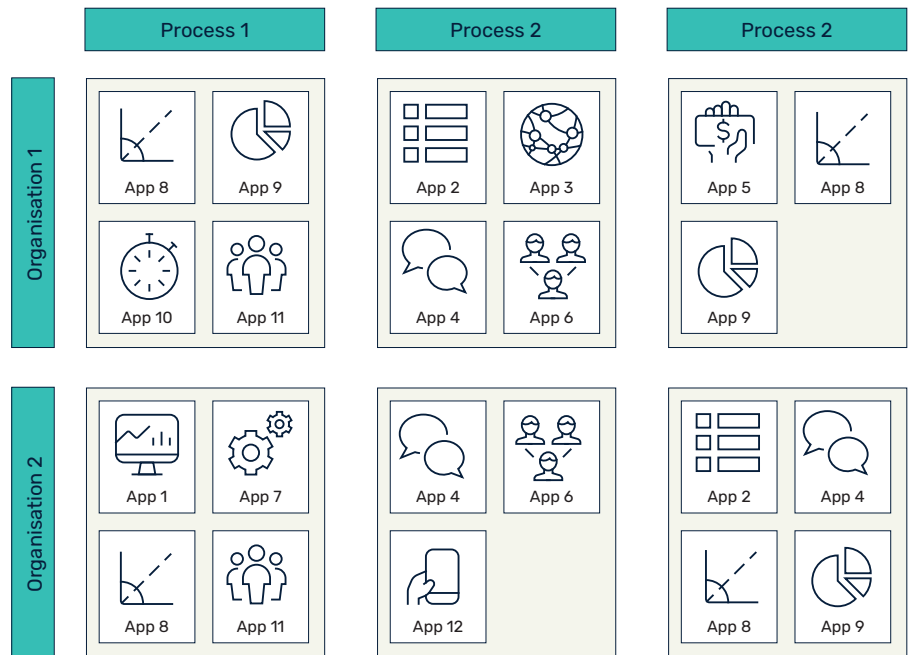 Process 1
Process 2
Process 2
Organisation 1
App 8
App 9
App 2
App 3
App 5
App 8
App 10
App 11
App 4
App 6
App 9
Organisation 2
App 1
App 7
App 4
App 6
App 2
App 4
App 8
App 11
App 12
App 8
App 9
$